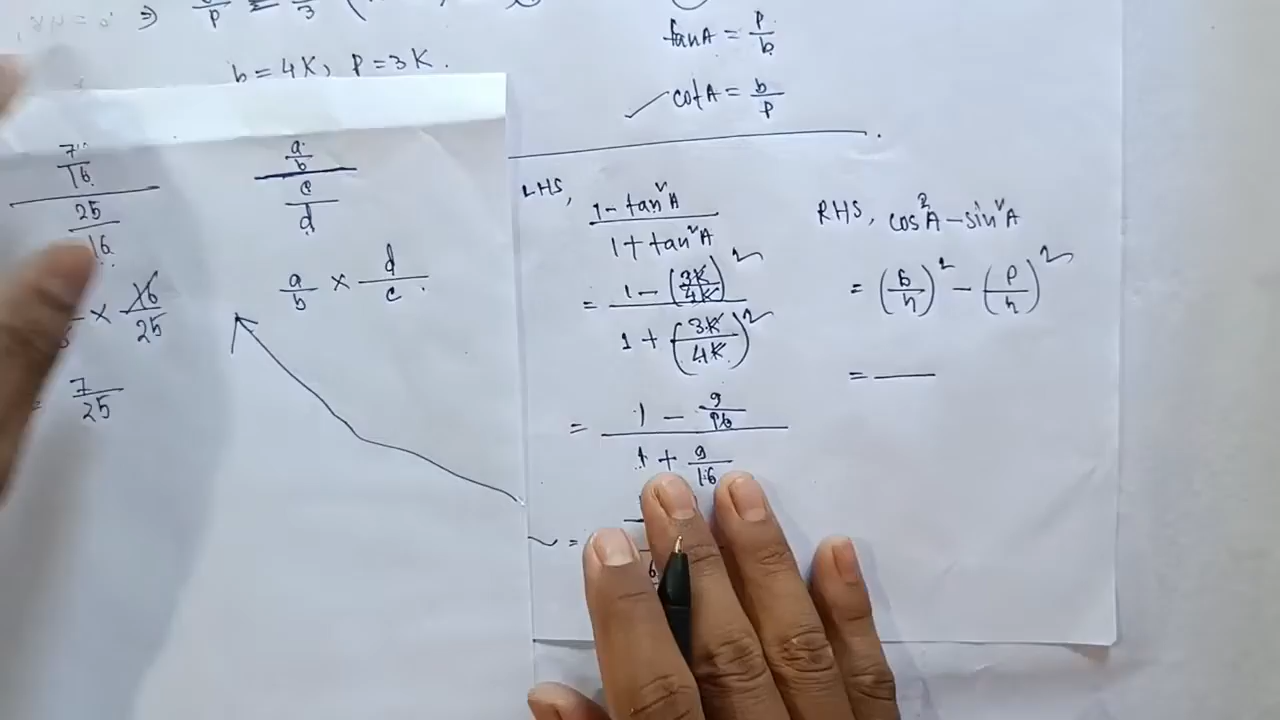 b = 4K, P = 3K.
tanA = P/b
cotA = b/P
7/16
25/16
× 16/25
7/25
a/b
c/d
a/b × d/c
LHS, 1 - tan²A
1 + tan²A
= 1 - (3K/4K)²
1 + (3K/4K)²
= 1 - 9/16
1 + 9/16
=
RHS, cos²A - sin²A
= (b/h)² - (P/h)²
=